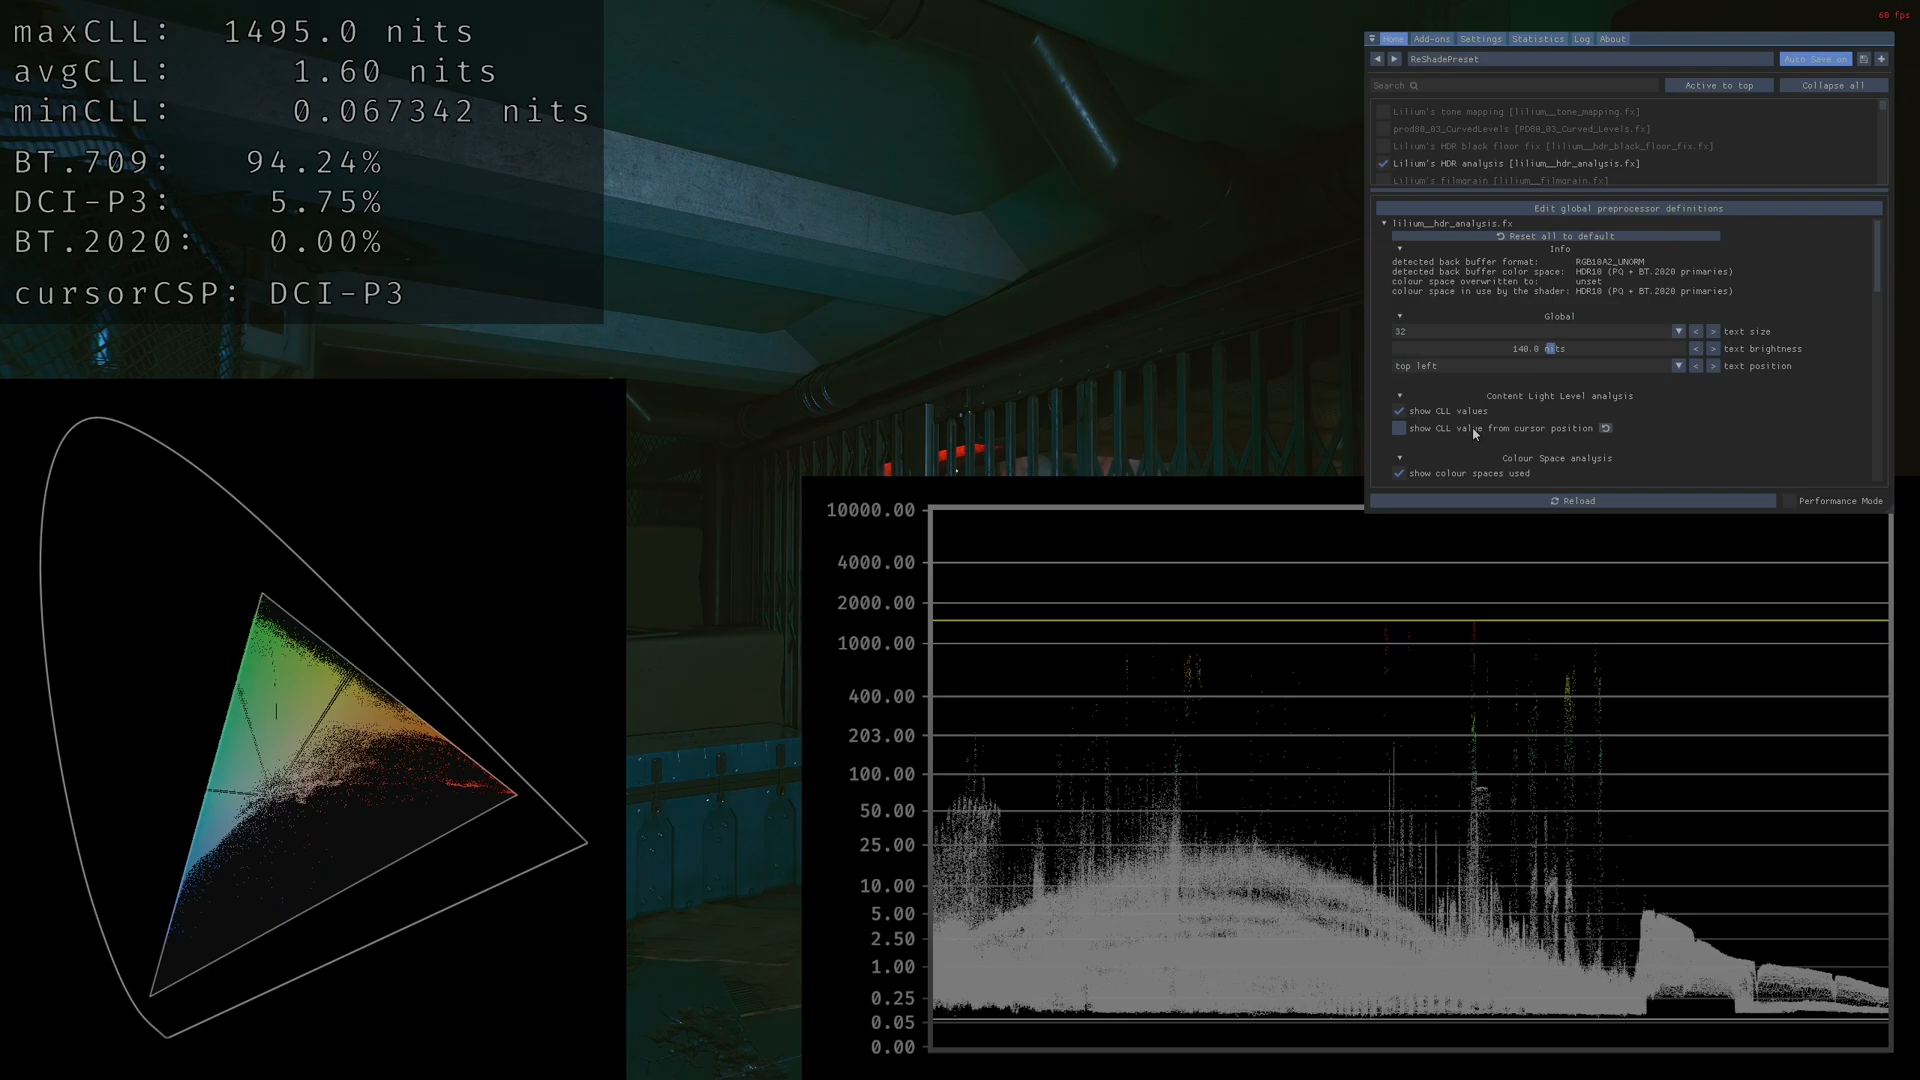 maxCLL: 1495.0 nits
avgCLL: 1.60 nits
minCLL: 0.067342 nits
BT.709: 94.24%
DCI-P3: 5.75%
BT.2020: 0.00%
cursorCSP: DCI-P3
60 fps
Home Add-ons Settings Statistics Log About
ReShadePreset Auto Save on
Search Active to top Collapse all
Lilium's tone mapping [lilium__tone_mapping.fx]
prod80_03_CurvedLevels [PD80_03_Curved_Levels.fx]
Lilium's HDR black floor fix [lilium__hdr_black_floor_fix.fx]
Lilium's HDR analysis [lilium__hdr_analysis.fx]
Lilium's filmgrain [lilium__filmgrain.fx]
Edit global preprocessor definitions
lilium__hdr_analysis.fx
Reset all to default
Info
detected back buffer format: RGB10A2_UNORM
detected back buffer color space: HDR10 (PQ + BT.2020 primaries)
colour space overwritten to: unset
colour space in use by the shader: HDR10 (PQ + BT.2020 primaries)
Global
32 < > text size
140.0 nits < > text brightness
top left < > text position
Content Light Level analysis
show CLL values
show CLL value from cursor position
Colour Space analysis
show colour spaces used
Reload Performance Mode
10000.00
4000.00
2000.00
1000.00
400.00
203.00
100.00
50.00
25.00
10.00
5.00
2.50
1.00
0.25
0.05
0.00